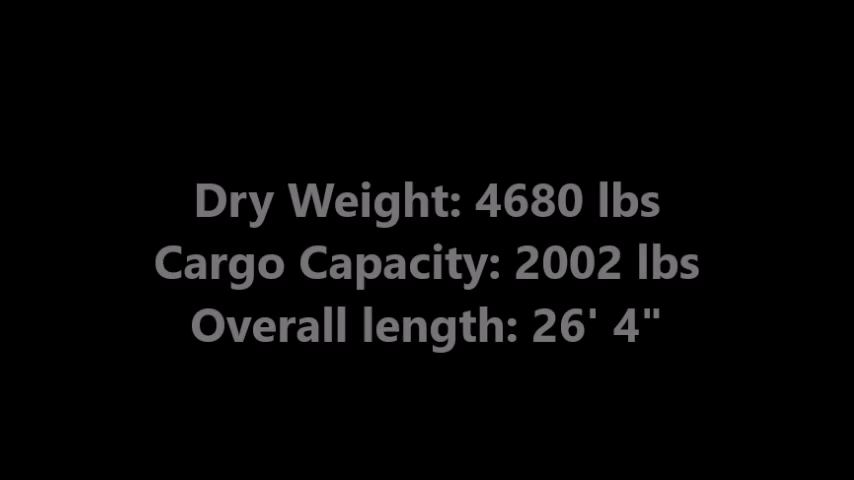 Dry Weight: 4680 lbs
Cargo Capacity: 2002 lbs
Overall length: 26' 4"